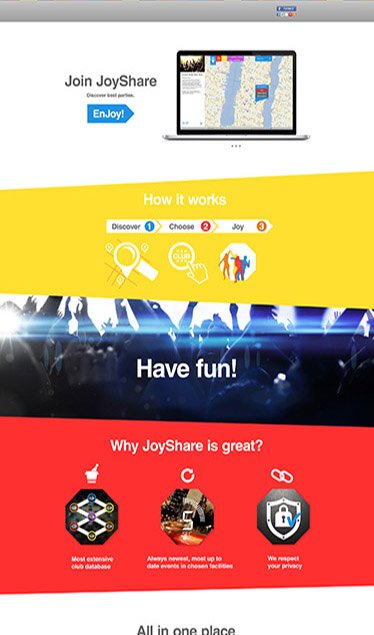 Join JoyShare
Discover best parties.
EnJoy!
How it works
Discover 1 Choose 2 Joy 3
CLUB
Have fun!
Why JoyShare is great?
5
Most extensive
club database
Always newest, most up to
date events in chosen facilities
We respect
your privacy
All in one place